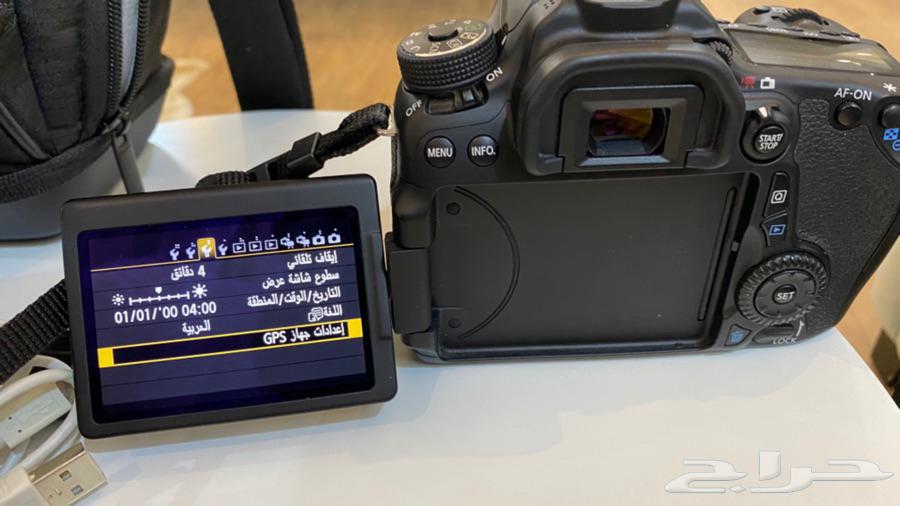 ON
OFF
MENU
INFO.
START/
STOP
AF-ON
Q
SET
LOCK
إيقاف تلقائي 4 دقائق
سطوع شاشة عرض
التاريخ/الوقت/المنطقة 01/01/'00 04:00
اللغة العربية
إعدادات جهاز GPS
حراج